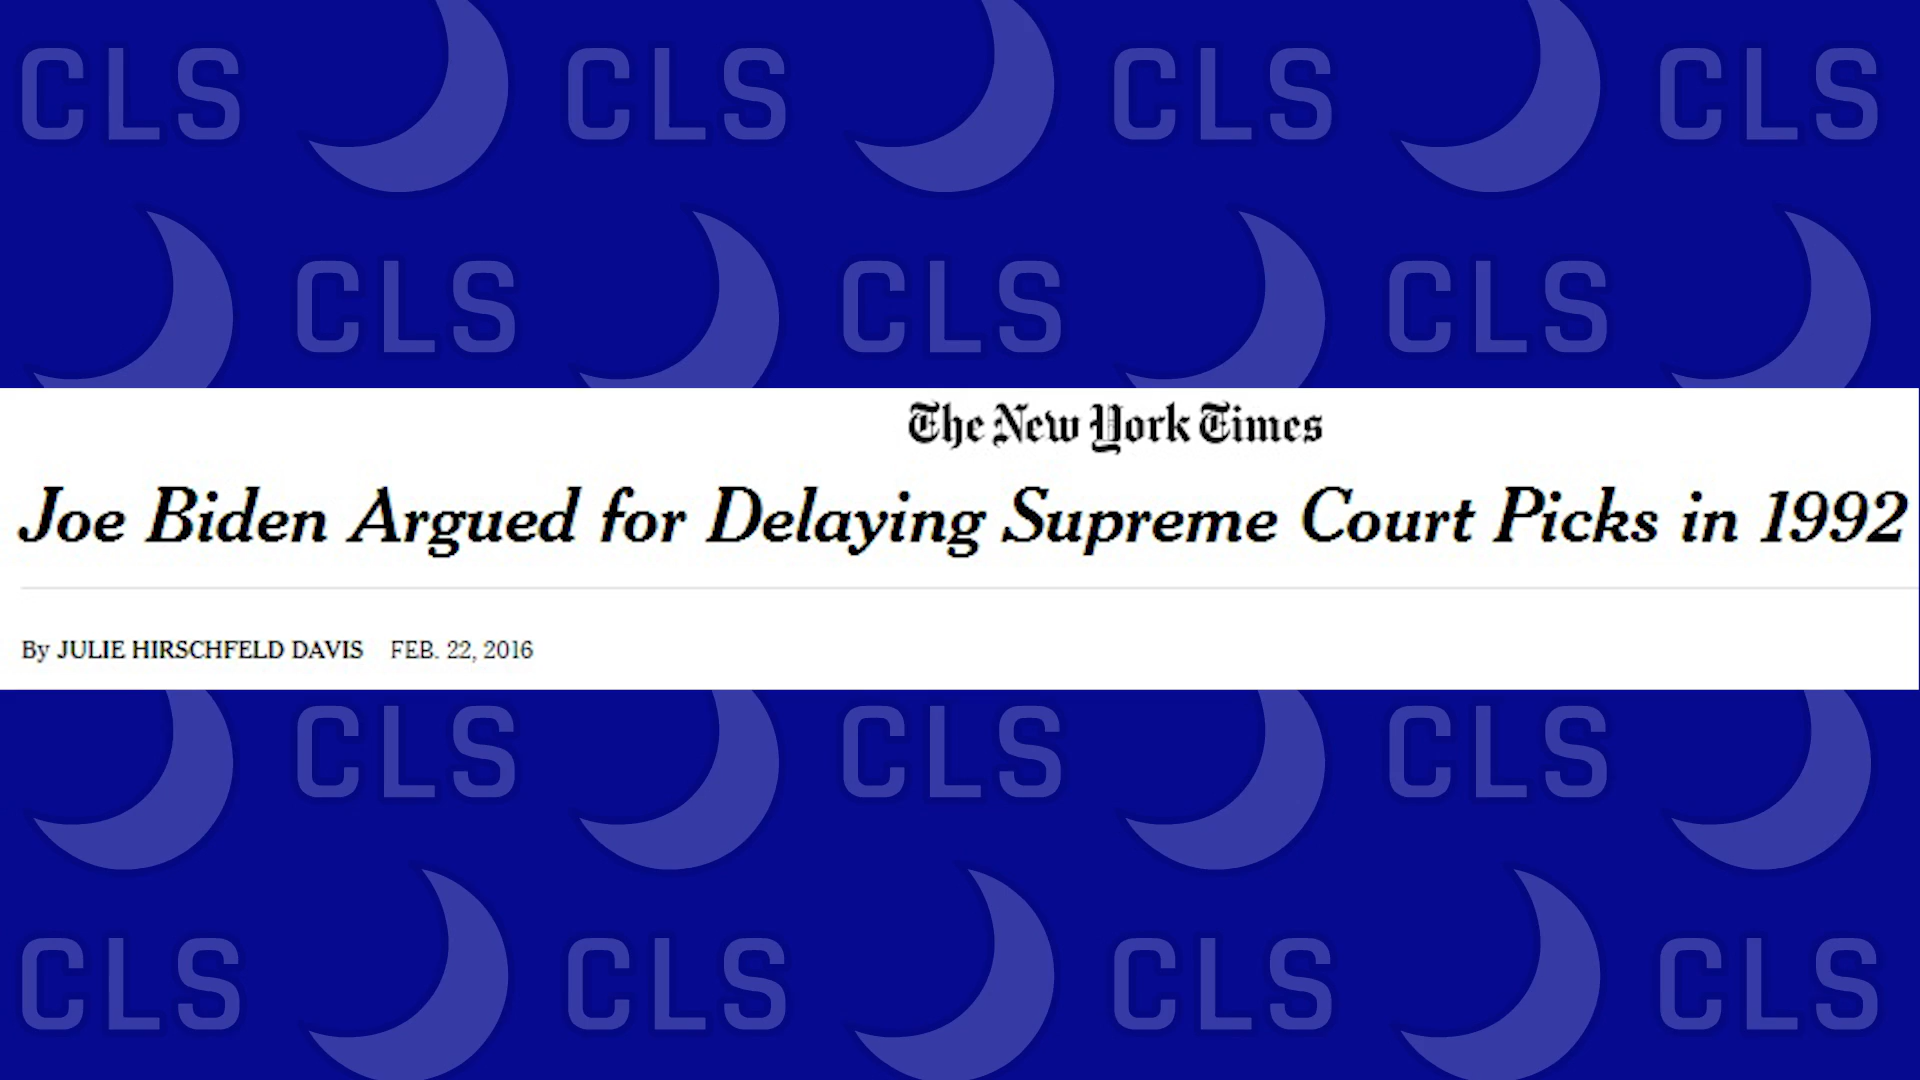 CLS CLS CLS CLS
CLS CLS CLS
The New York Times
Joe Biden Argued for Delaying Supreme Court Picks in 1992
By JULIE HIRSCHFELD DAVIS FEB. 22, 2016
CLS CLS CLS
CLS CLS CLS CLS